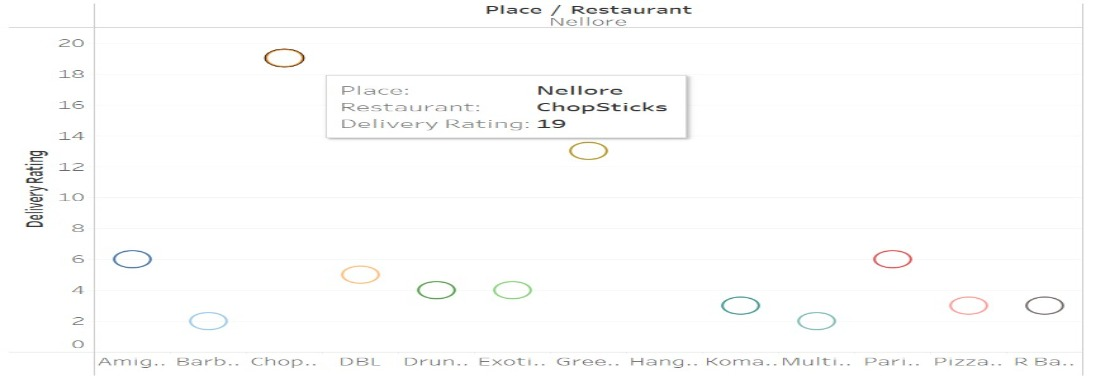 Place / Restaurant
Nellore
Delivery Rating
20
18
16
14
12
10
8
6
4
2
0
Place: Nellore
Restaurant: ChopSticks
Delivery Rating: 19
Amig.. Barb.. Chop.. DBL Drun.. Exoti.. Gree.. Hang.. Koma.. Multi.. Pari.. Pizza.. R Ba..